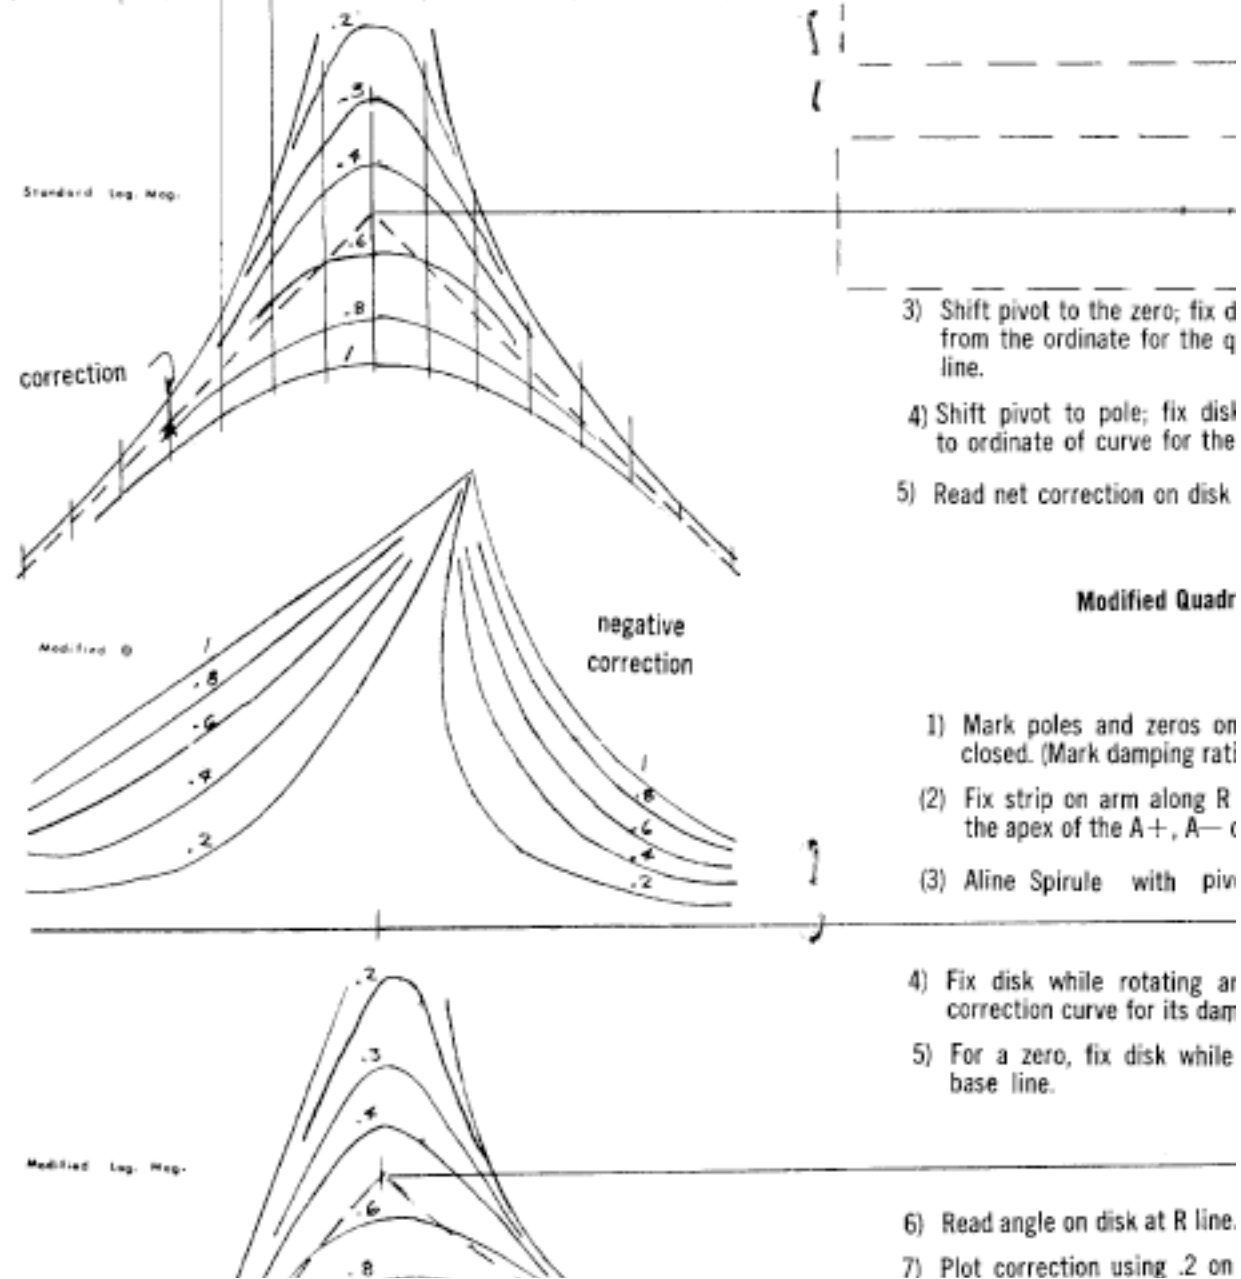 .2
.3
.4
Standard Log. Mag.
.6
.8
1
correction
3) Shift pivot to the zero; fix d
from the ordinate for the q
line.
4) Shift pivot to pole; fix disk
to ordinate of curve for the
5) Read net correction on disk
Modified Quadr
negative
correction
Modified Θ
1
.8
.6
.4
.2
1
.8
.6
.4
.2
1) Mark poles and zeros on
closed. (Mark damping rati
(2) Fix strip on arm along R
the apex of the A+, A— c
(3) Aline Spirule with pivo
4) Fix disk while rotating ar
correction curve for its dam
5) For a zero, fix disk while
base line.
.2
.3
.4
Modified Log. Mag.
.6
.8
6) Read angle on disk at R line.
7) Plot correction using .2 on